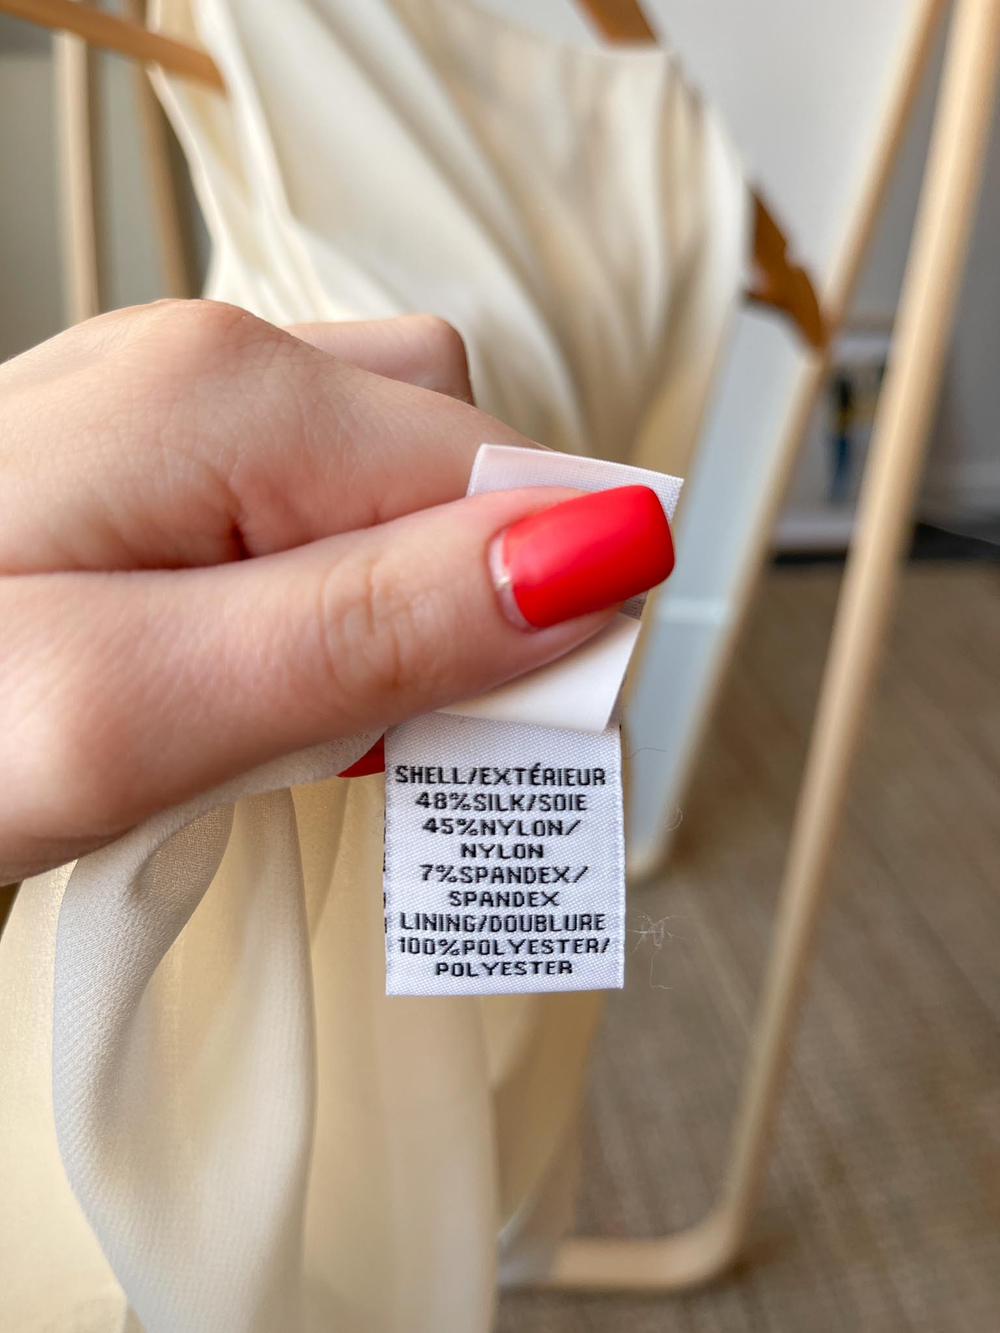 SHELL/EXTÉRIEUR
48%SILK/SOIE
45%NYLON/
NYLON
7%SPANDEX/
SPANDEX
LINING/DOUBLURE
100%POLYESTER/
POLYESTER